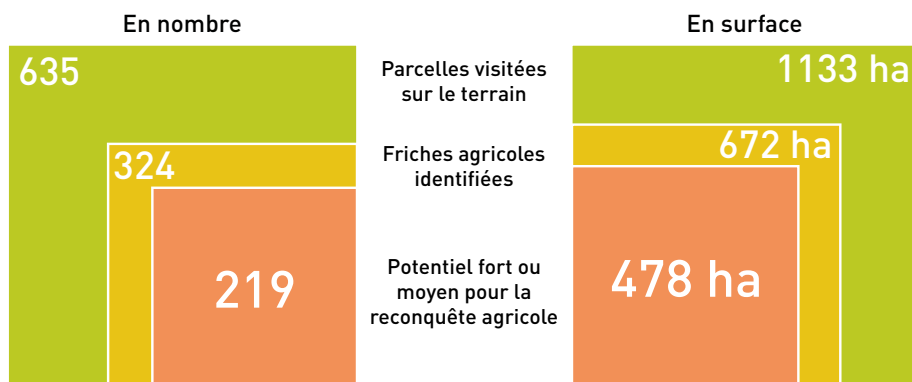 En nombre
En surface
635
Parcelles visitées
sur le terrain
1133 ha
324
Friches agricoles
identifiées
672 ha
219
Potentiel fort ou
moyen pour la
reconquête agricole
478 ha